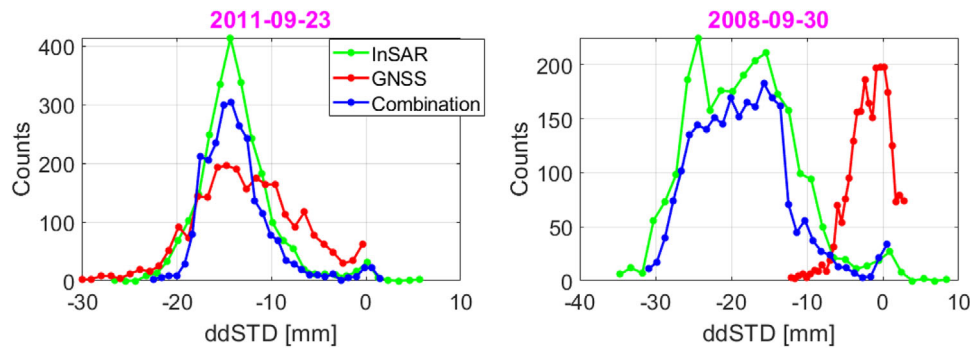 2011-09-23
2008-09-30
400
300
200
100
0
Counts
InSAR
GNSS
Combination
-30 -20 -10 0 10
ddSTD [mm]
200
150
100
50
0
Counts
-40 -30 -20 -10 0 10
ddSTD [mm]